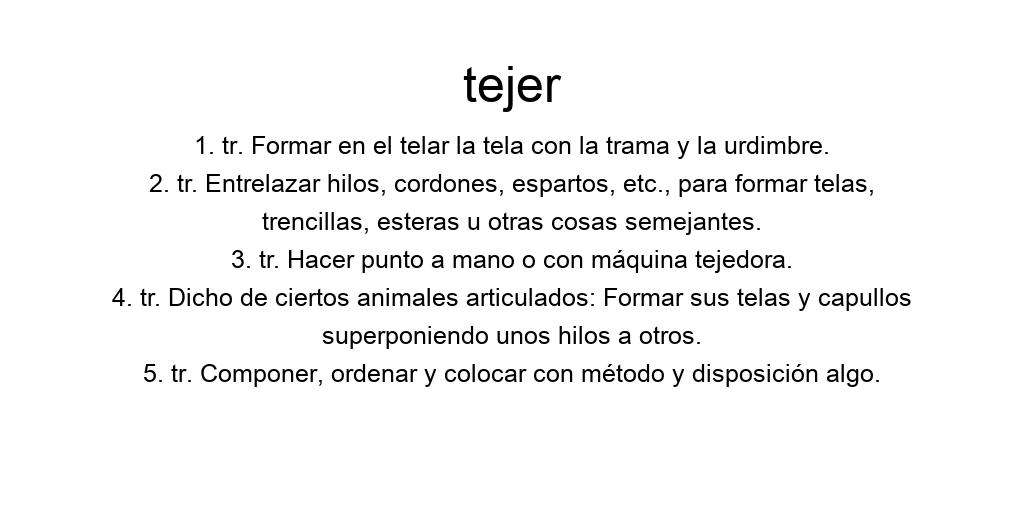 tejer
1. tr. Formar en el telar la tela con la trama y la urdimbre.
2. tr. Entrelazar hilos, cordones, espartos, etc., para formar telas,
trencillas, esteras u otras cosas semejantes.
3. tr. Hacer punto a mano o con máquina tejedora.
4. tr. Dicho de ciertos animales articulados: Formar sus telas y capullos
superponiendo unos hilos a otros.
5. tr. Componer, ordenar y colocar con método y disposición algo.